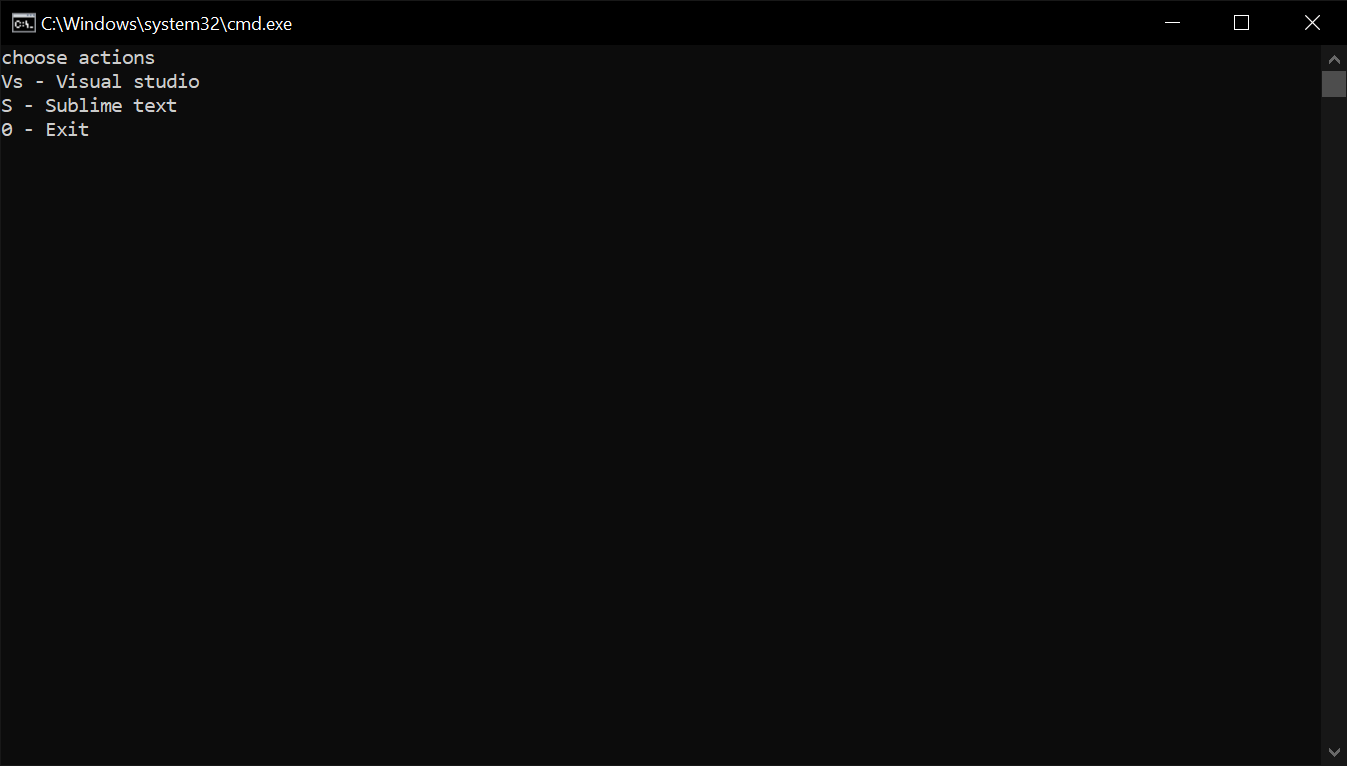 C:\Windows\system32\cmd.exe
choose actions
Vs - Visual studio
S - Sublime text
0 - Exit